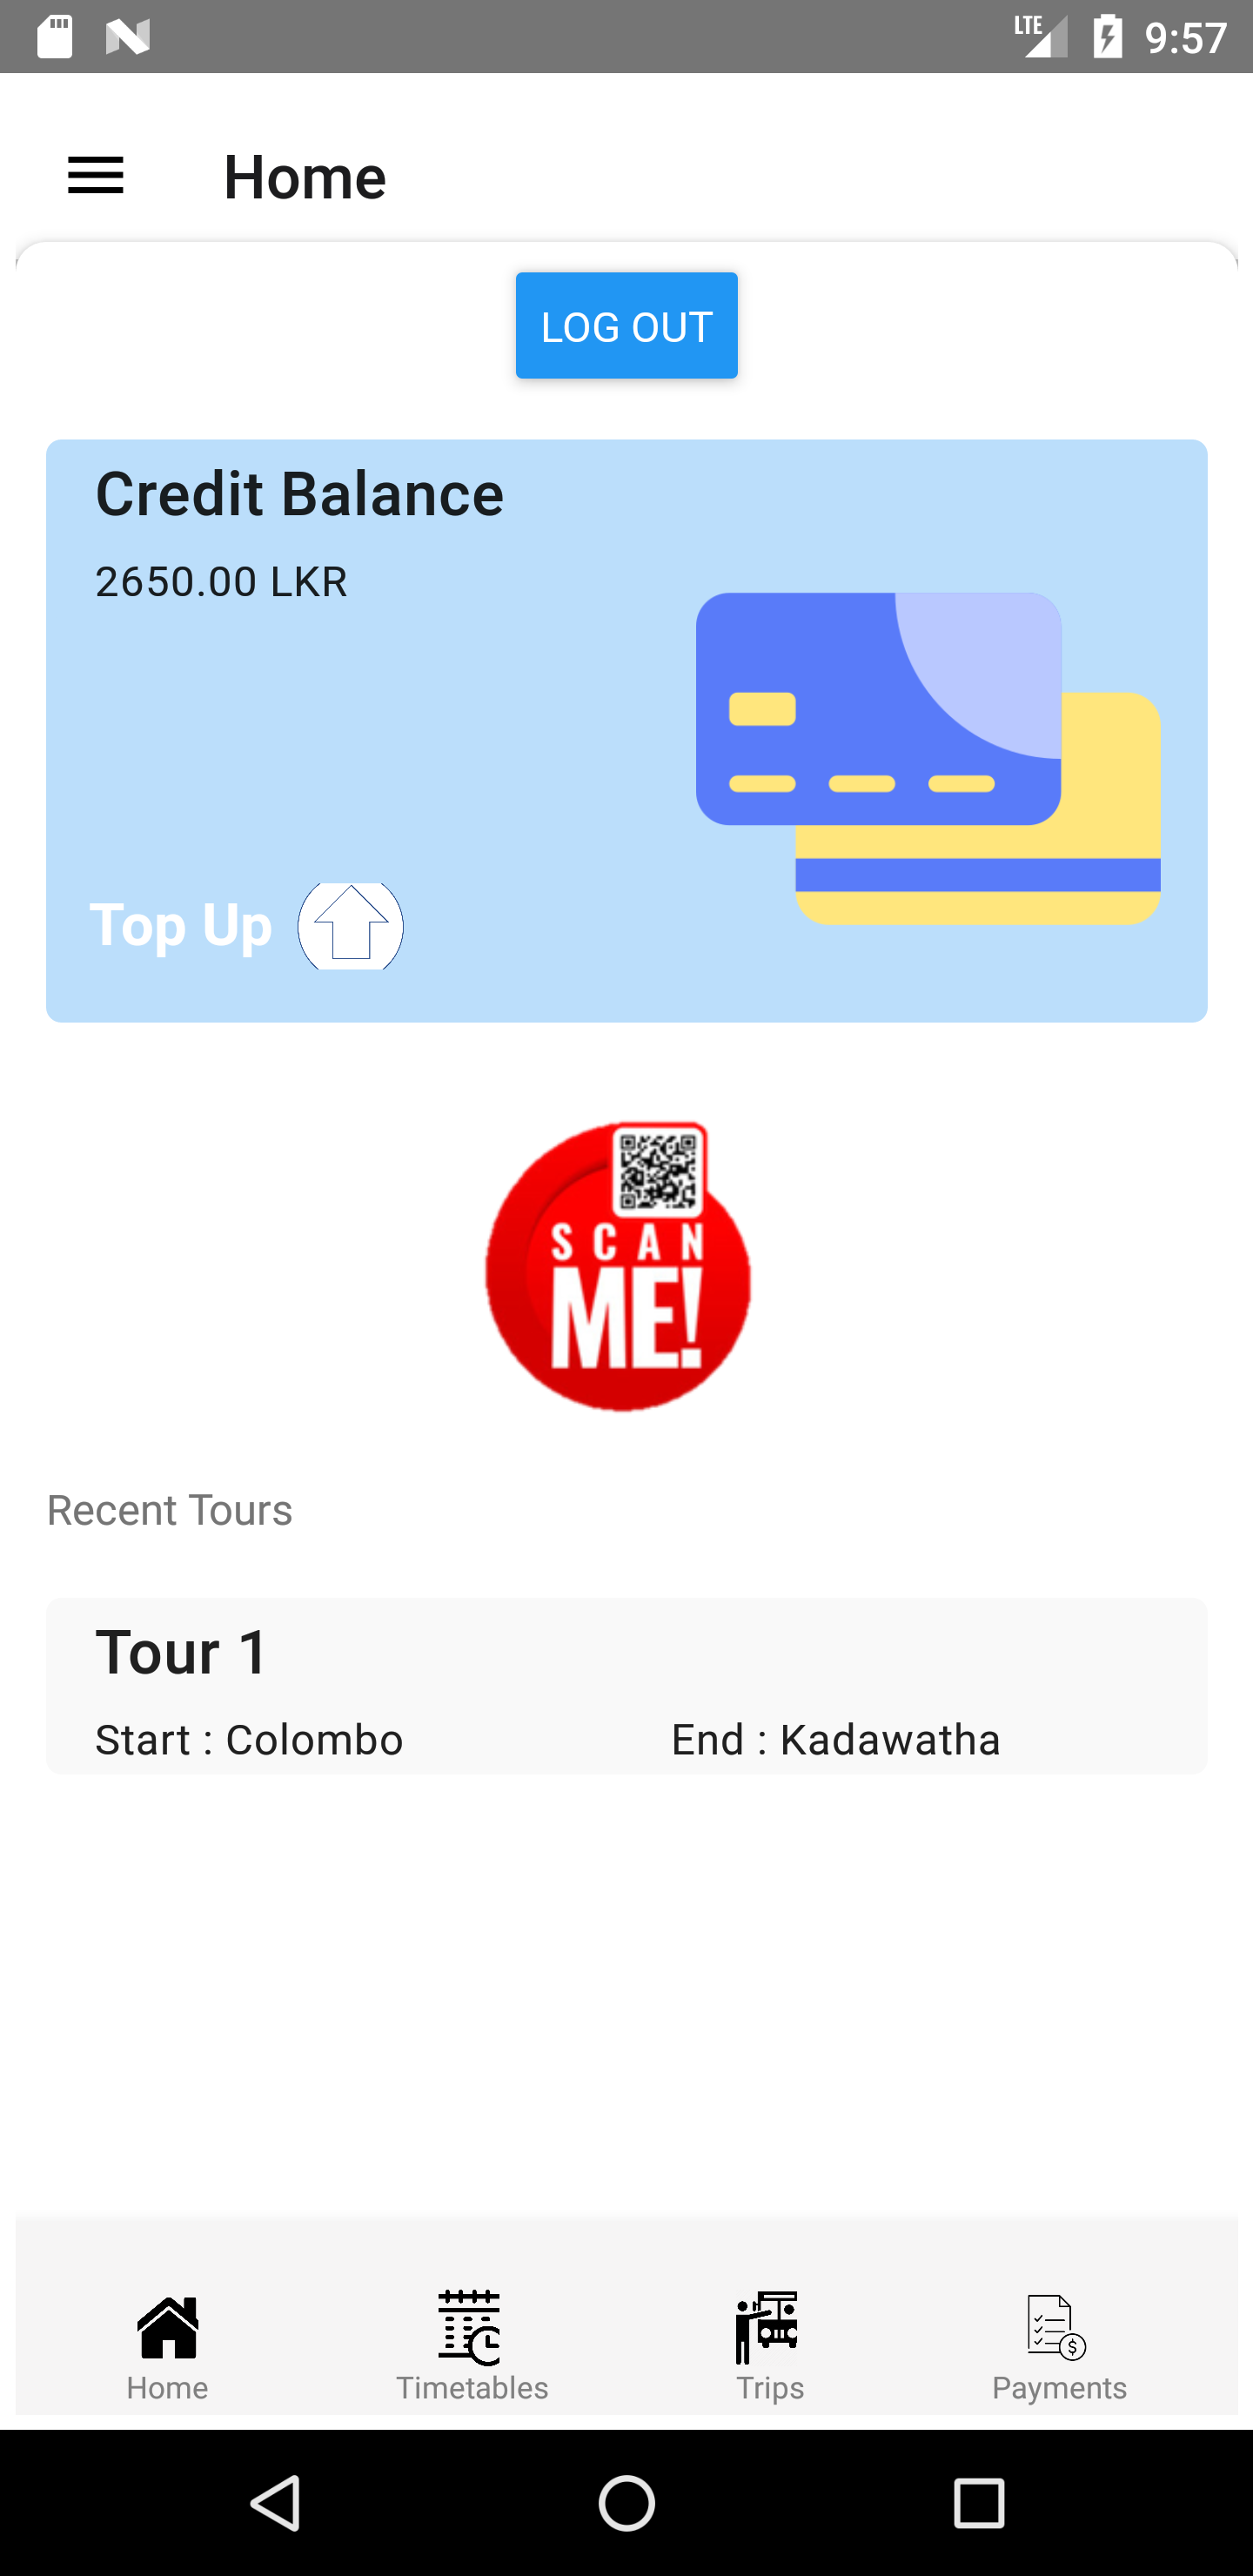 LTE 9:57
Home
LOG OUT
Credit Balance
2650.00 LKR
Top Up
SCAN
ME!
Recent Tours
Tour 1
Start : Colombo End : Kadawatha
Home Timetables Trips Payments